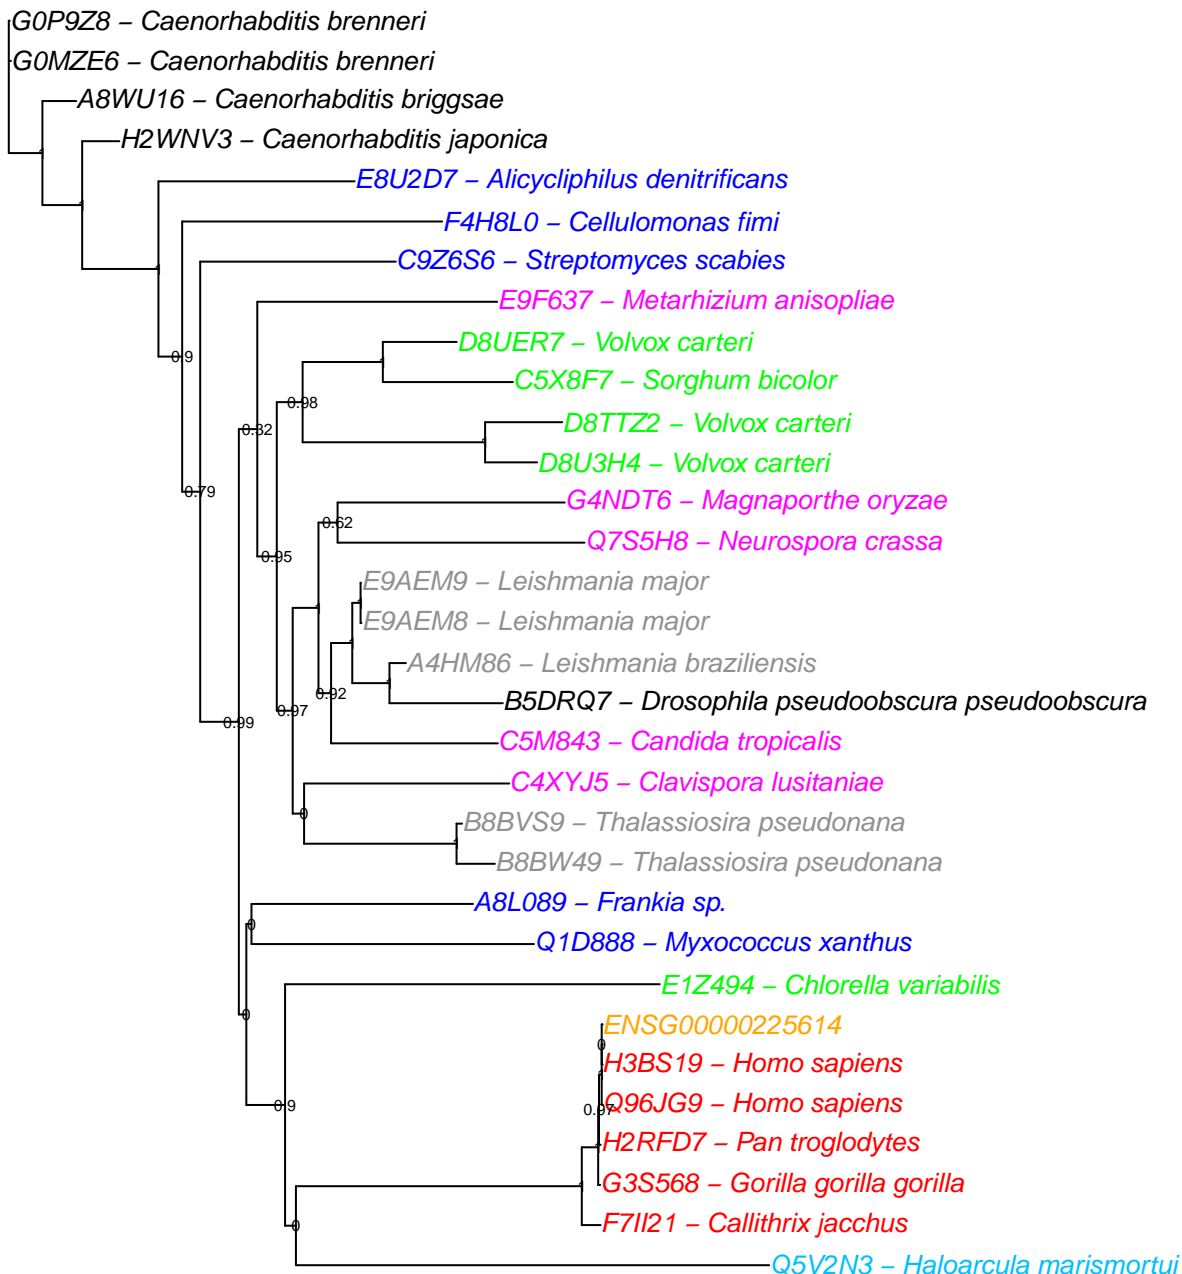 G0P9Z8 − Caenorhabditis brenneri
G0MZE6 − Caenorhabditis brenneri
A8WU16 − Caenorhabditis briggsae
H2WNV3 − Caenorhabditis japonica
E8U2D7 − Alicycliphilus denitrificans
F4H8L0 − Cellulomonas fimi
C9Z6S6 − Streptomyces scabies
E9F637 − Metarhizium anisopliae
D8UER7 − Volvox carteri
0.9
C5X8F7 − Sorghum bicolor
0.98
D8TTZ2 − Volvox carteri
0.82
D8U3H4 − Volvox carteri
0.79
G4NDT6 − Magnaporthe oryzae
0.62
Q7S5H8 − Neurospora crassa
0.95
E9AEM9 − Leishmania major
E9AEM8 − Leishmania major
A4HM86 − Leishmania braziliensis
0.92
B5DRQ7 − Drosophila pseudoobscura pseudoobscura
0.97
0.99
C5M843 − Candida tropicalis
C4XYJ5 − Clavispora lusitaniae
0
B8BVS9 − Thalassiosira pseudonana
B8BW49 − Thalassiosira pseudonana
A8L089 − Frankia sp.
0
Q1D888 − Myxococcus xanthus
E1Z494 − Chlorella variabilis
0
ENSG00000225614
0
H3BS19 − Homo sapiens
Q96JG9 − Homo sapiens
0.9
0.97
H2RFD7 − Pan troglodytes
G3S568 − Gorilla gorilla gorilla
F7II21 − Callithrix jacchus
0
Q5V2N3 − Haloarcula marismortui